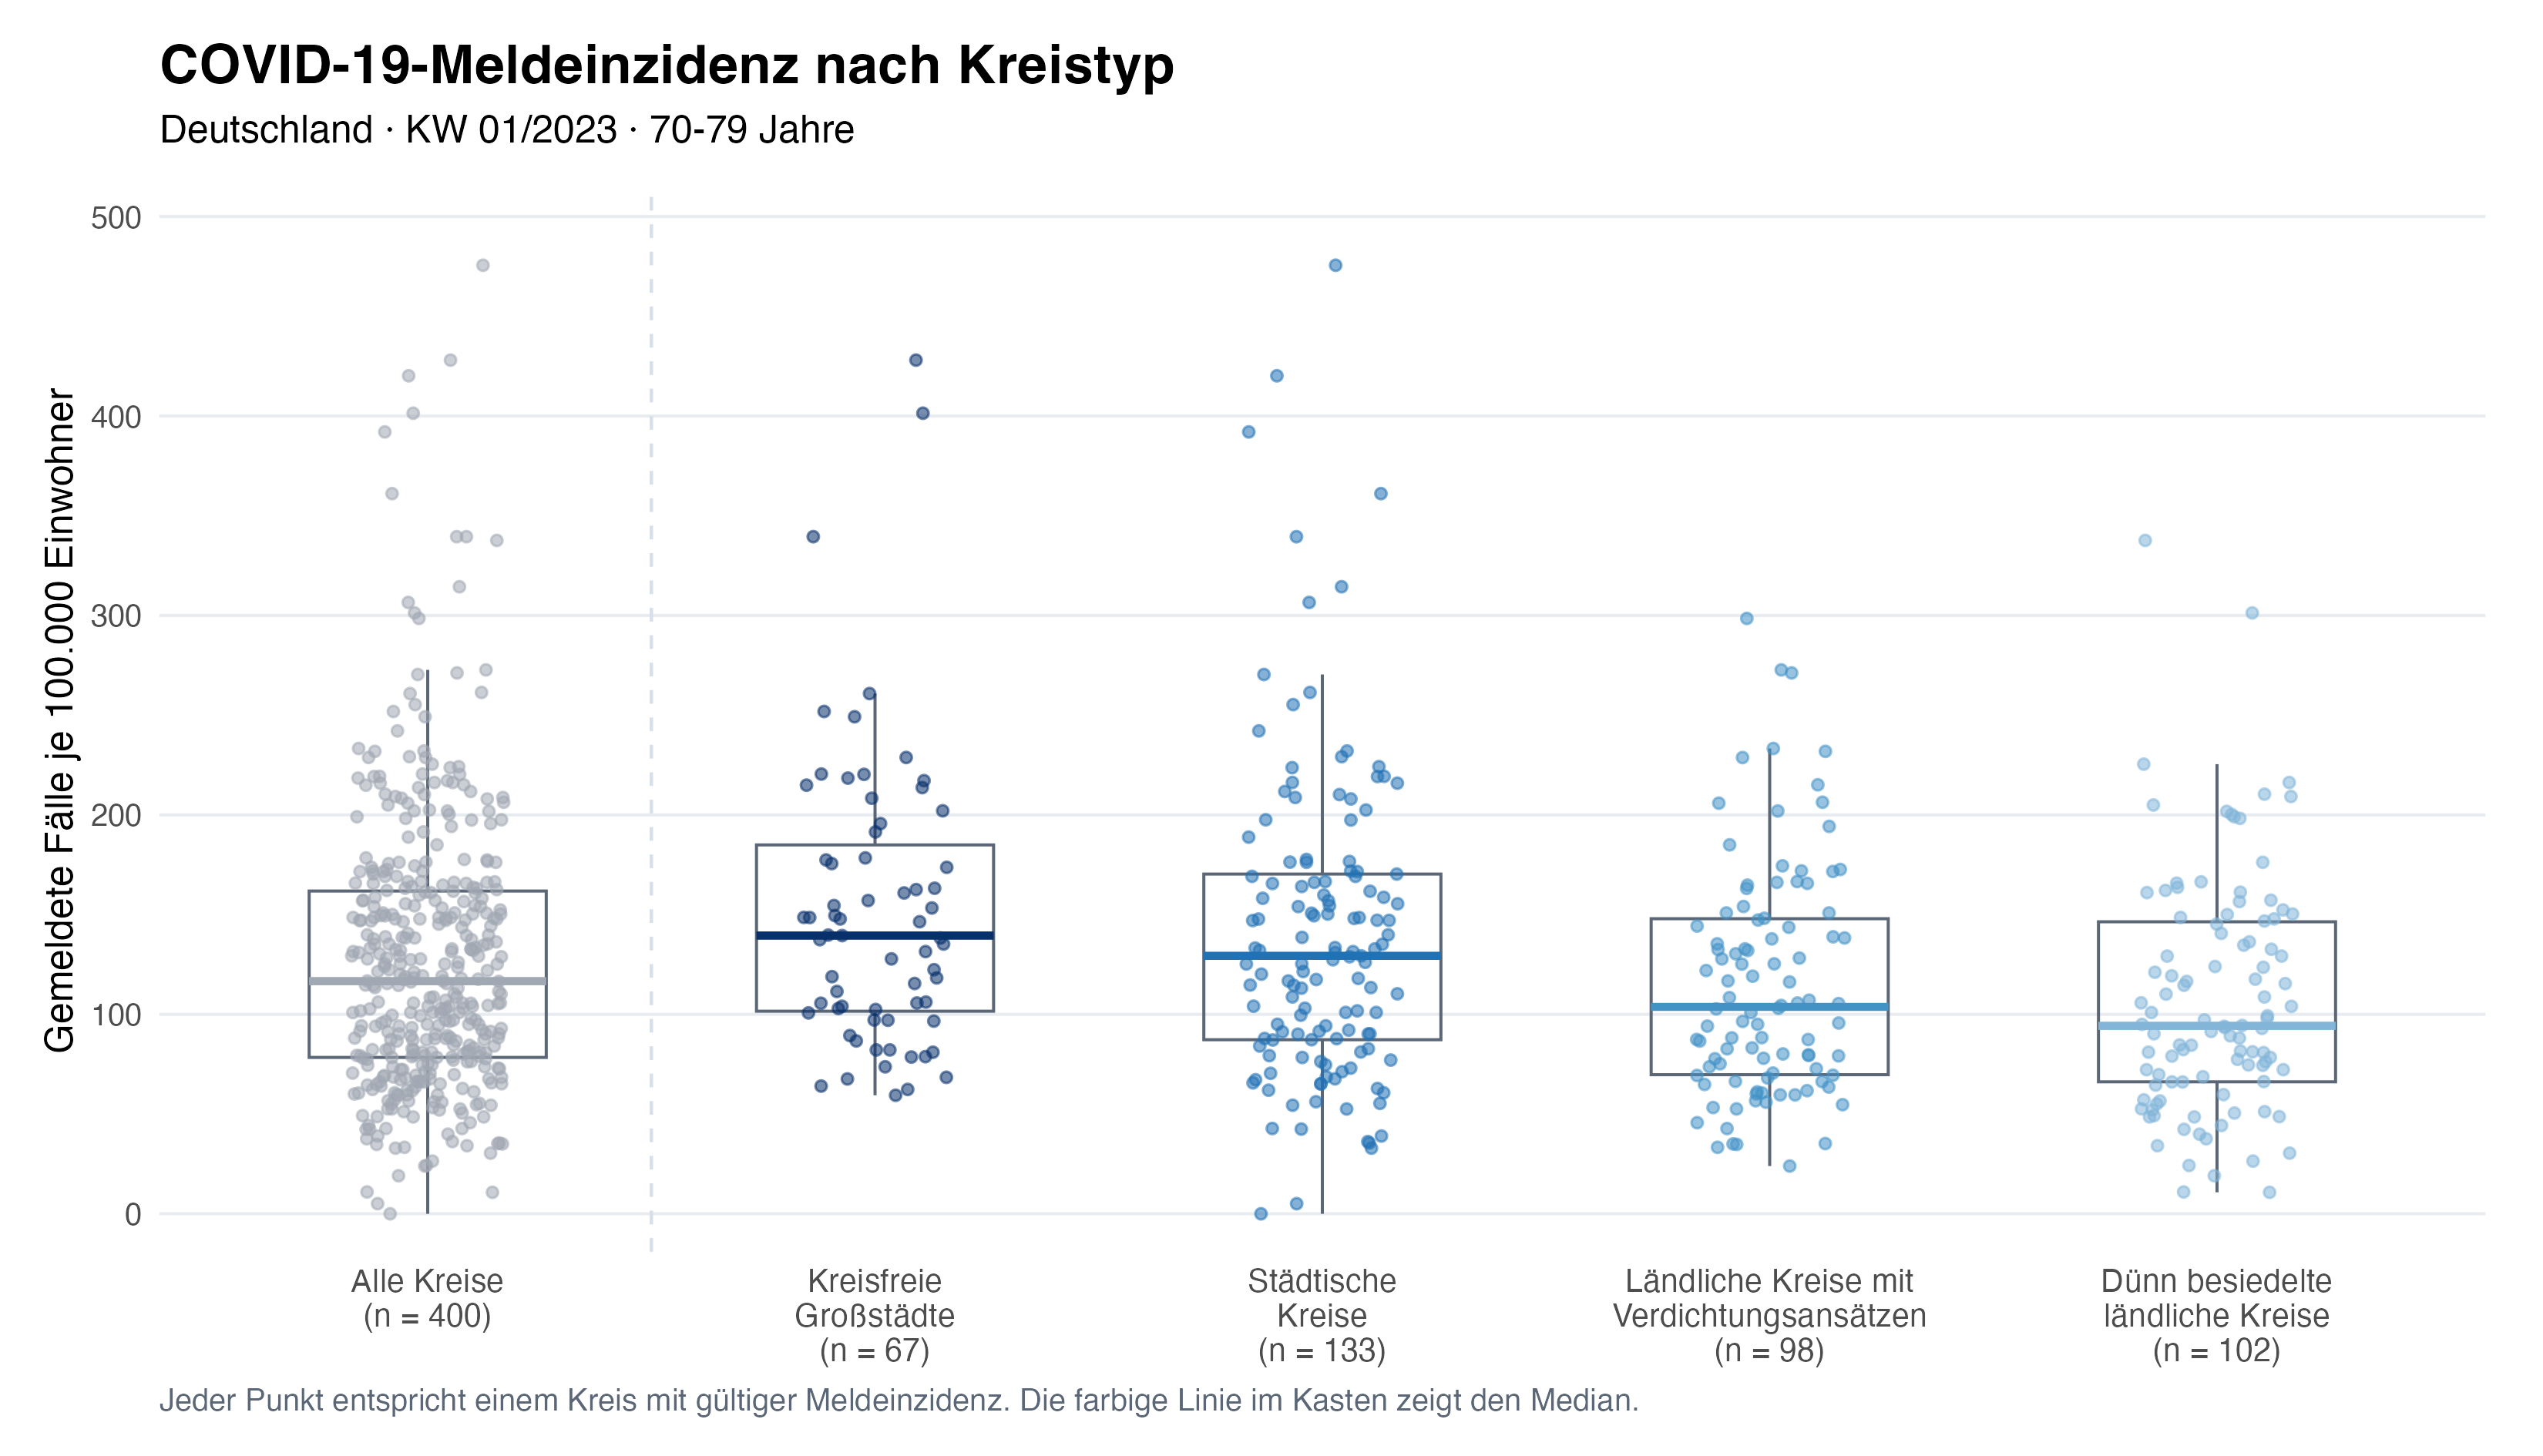 COVID-19-Meldeinzidenz nach Kreistyp
Deutschland · KW 01/2023 · 70-79 Jahre
Gemeldete Fälle je 100.000 Einwohner
500
400
300
200
100
0
Alle Kreise
(n = 400)
Kreisfreie
Großstädte
(n = 67)
Städtische
Kreise
(n = 133)
Ländliche Kreise mit
Verdichtungsansätzen
(n = 98)
Dünn besiedelte
ländliche Kreise
(n = 102)
Jeder Punkt entspricht einem Kreis mit gültiger Meldeinzidenz. Die farbige Linie im Kasten zeigt den Median.